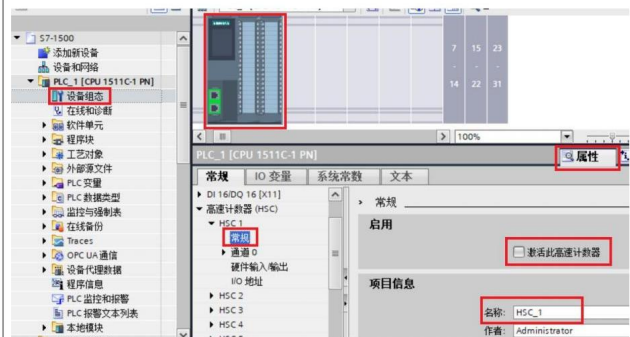 S7-1500
添加新设备
设备和网络
PLC_1 [CPU 1511C-1 PN]
设备组态
在线和诊断
软件单元
程序块
工艺对象
外部源文件
PLC 变量
PLC 数据类型
监控与强制表
在线备份
Traces
OPC UA 通信
设备代理数据
程序信息
PLC 监控和报警
PLC 报警文本列表
本地模块
7 15 23
- - -
14 22 31
100%
PLC_1 [CPU 1511C-1 PN]
属性
常规 IO 变量 系统常数 文本
DI 16/DQ 16 [X11]
高速计数器 (HSC)
HSC 1
常规
通道 0
硬件输入/输出
I/O 地址
HSC 2
HSC 3
HSC 4
常规
启用
激活此高速计数器
项目信息
名称: HSC_1
作者: Administrator